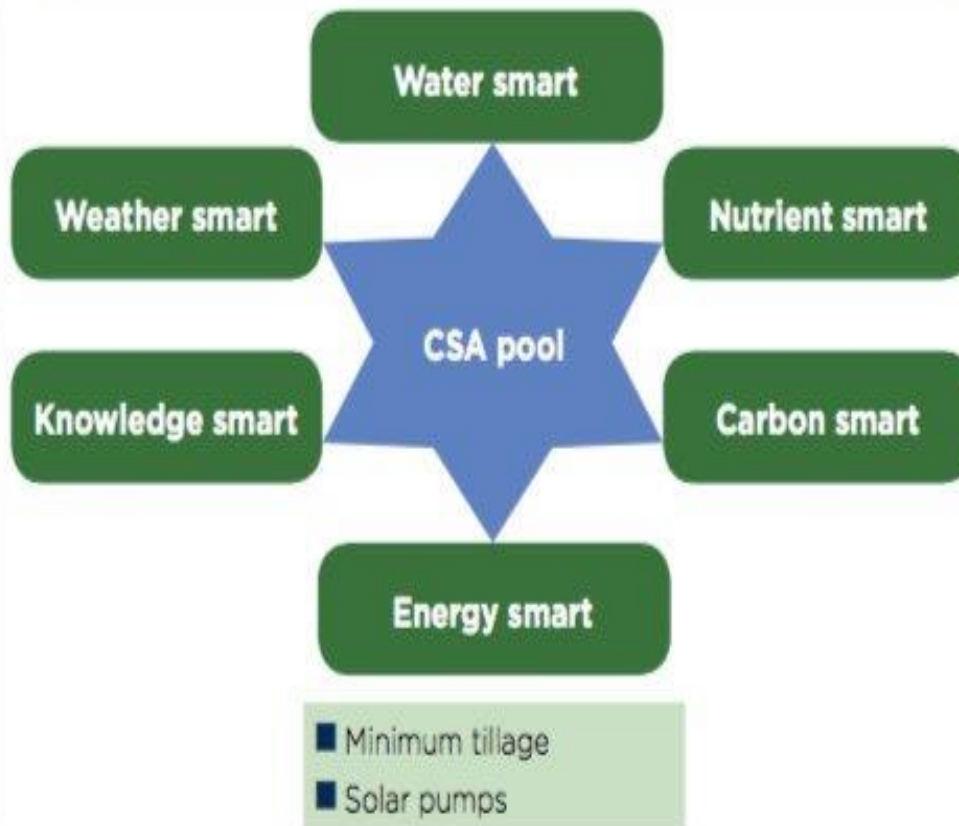 Water smart
Weather smart
Nutrient smart
CSA pool
Knowledge smart
Carbon smart
Energy smart
Minimum tillage
Solar pumps